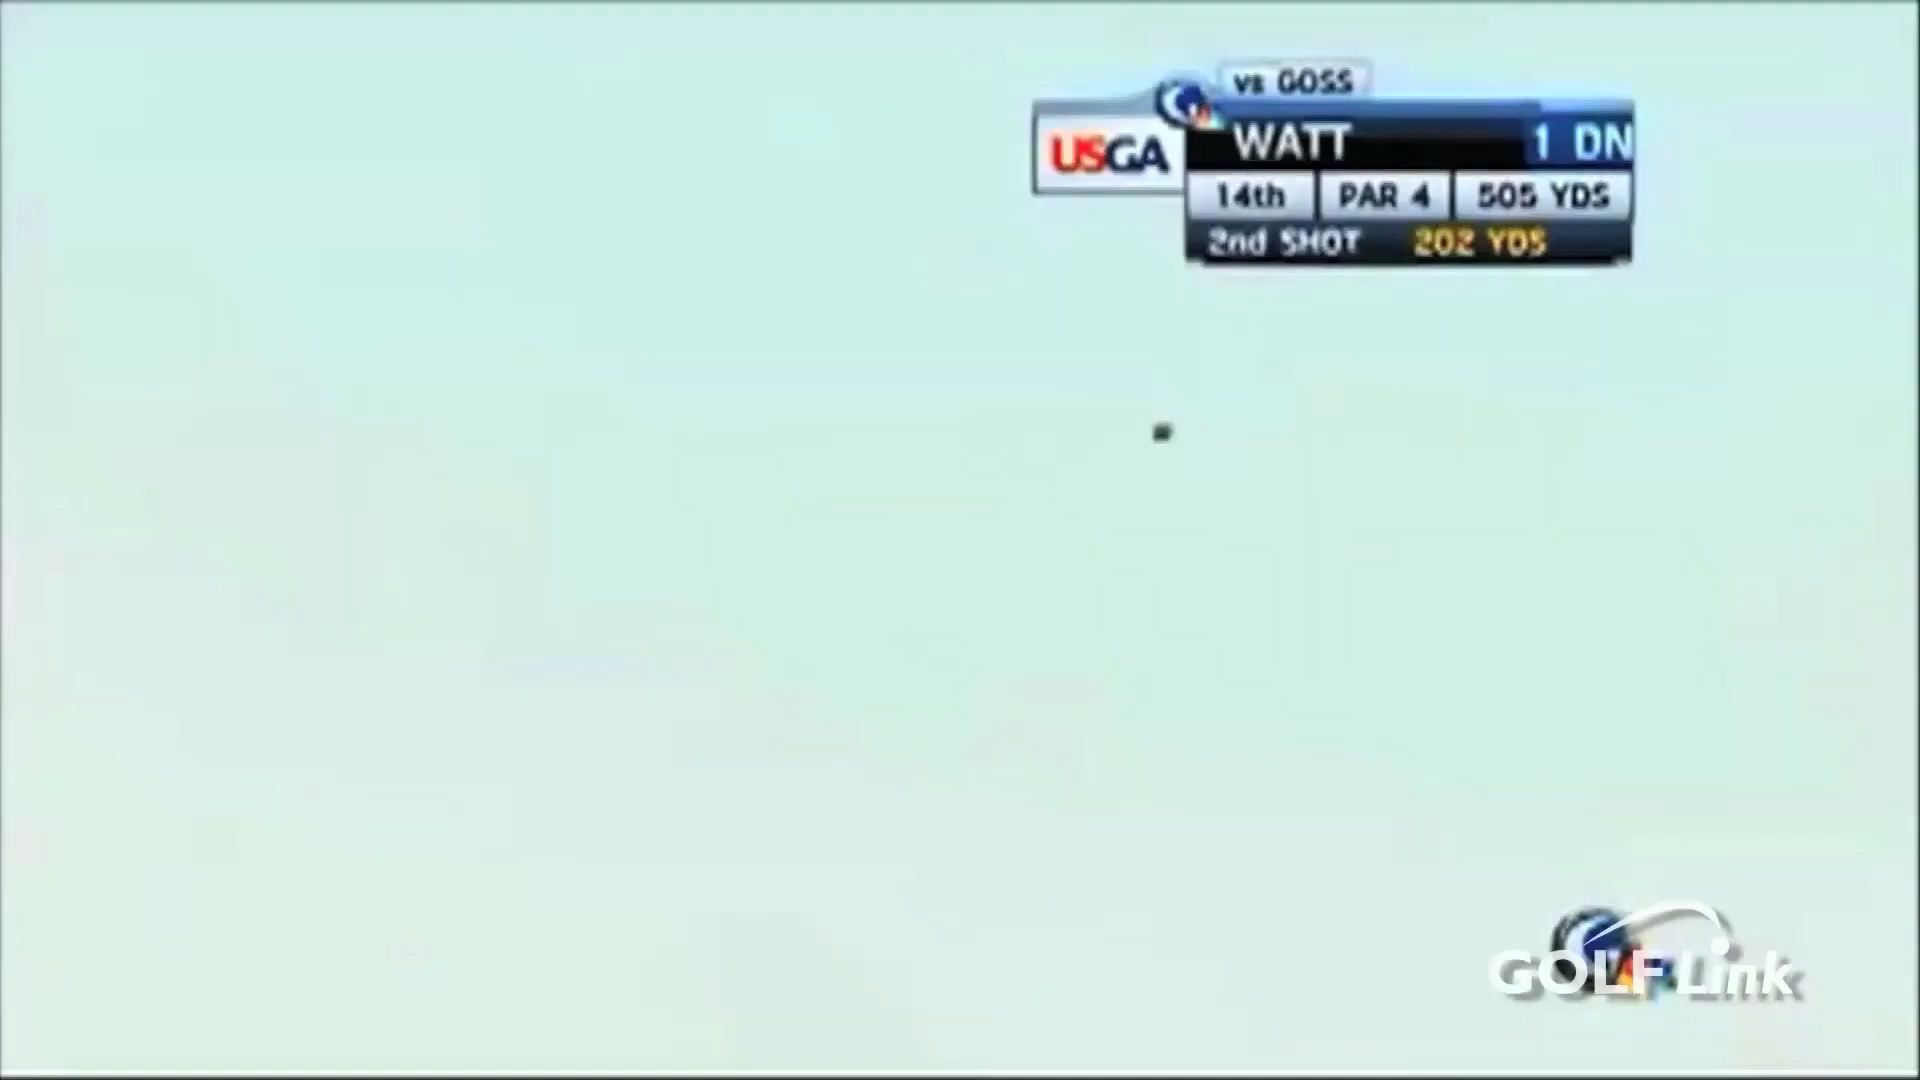 vs GOSS
USGA
WATT 1 DN
14th PAR 4 505 YDS
2nd SHOT 202 YDS
GOLF Link